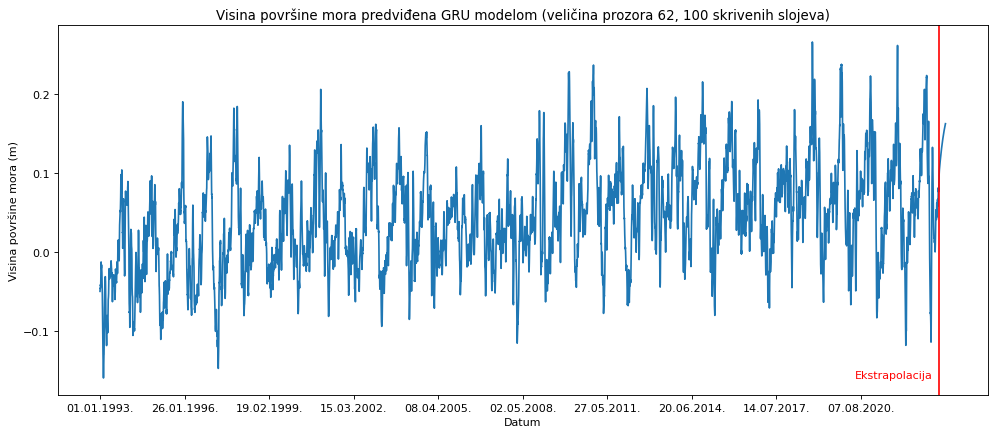 Visina površine mora predviđena GRU modelom (veličina prozora 62, 100 skrivenih slojeva)
Visina površine mora (m)
0.2
0.1
0.0
−0.1
Ekstrapolacija
01.01.1993. 26.01.1996. 19.02.1999. 15.03.2002. 08.04.2005. 02.05.2008. 27.05.2011. 20.06.2014. 14.07.2017. 07.08.2020.
Datum